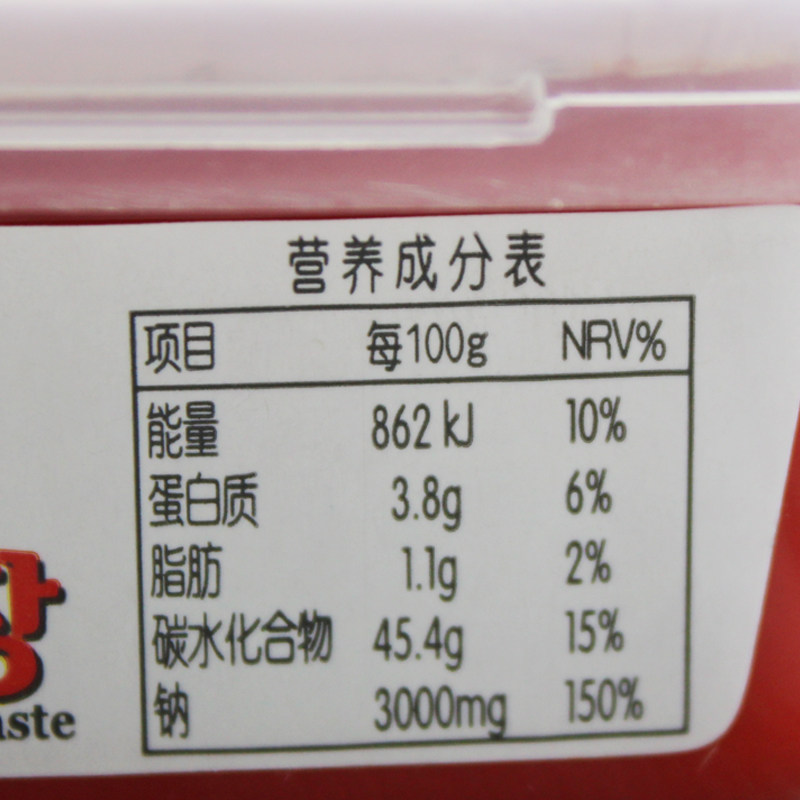 营养成分表
项目 每100g NRV%
能量 862 kJ 10%
蛋白质 3.8g 6%
脂肪 1.1g 2%
碳水化合物 45.4g 15%
钠 3000mg 150%
장
aste